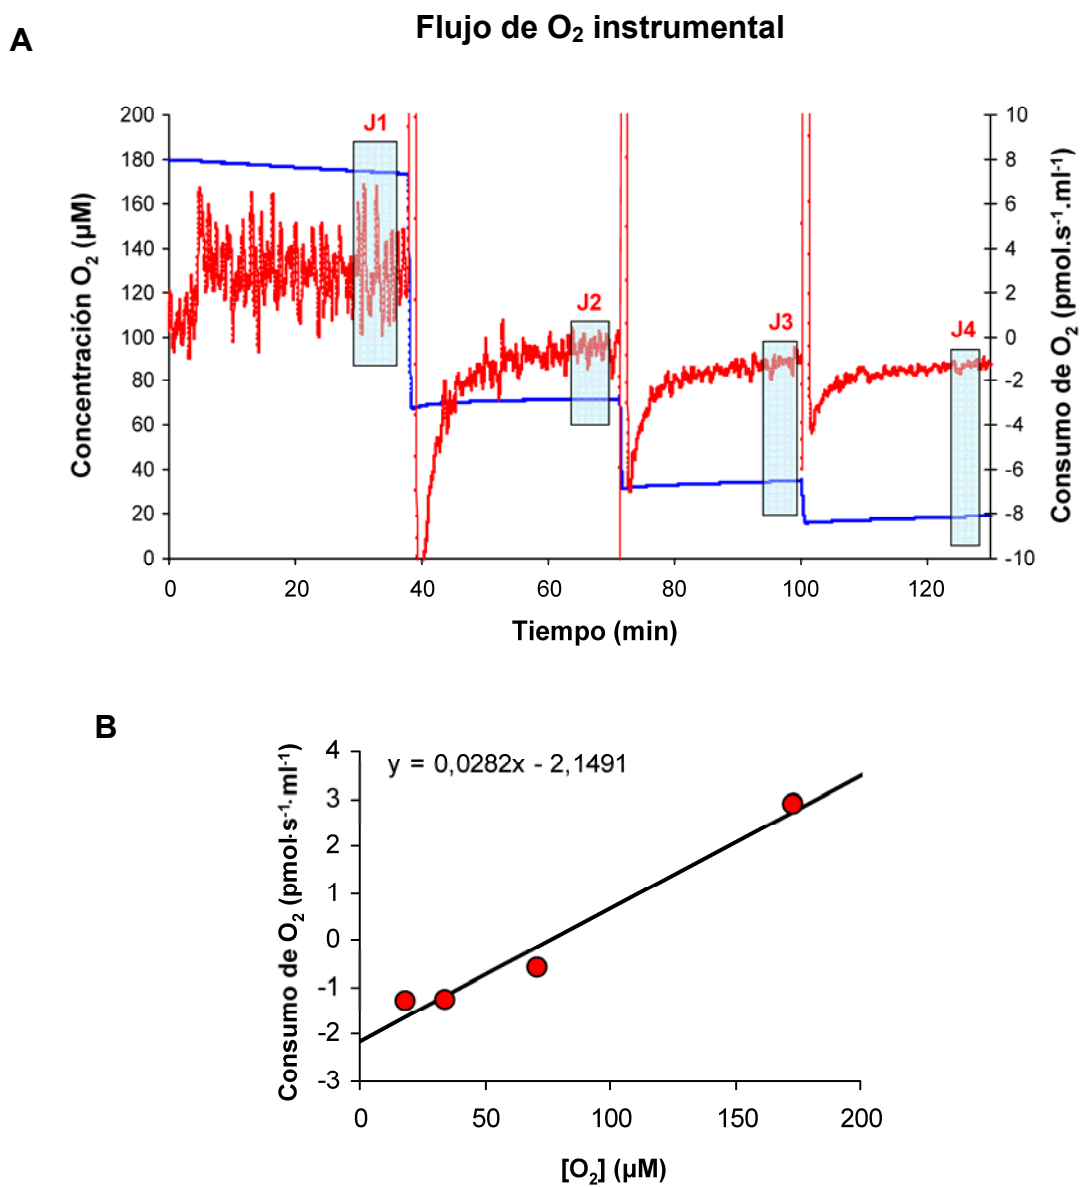 Flujo de O₂ instrumental
A
Concentración O₂ (µM)
200
180
160
140
120
100
80
60
40
20
0
J1
J2
J3
J4
10
8
6
4
2
0
-2
-4
-6
-8
-10
Consumo de O₂ (pmol.s⁻¹.ml⁻¹)
0 20 40 60 80 100 120
Tiempo (min)
B
Consumo de O₂ (pmol·s⁻¹·ml⁻¹)
y = 0,0282x - 2,1491
4
3
2
1
0
-1
-2
-3
0 50 100 150 200
[O₂] (µM)